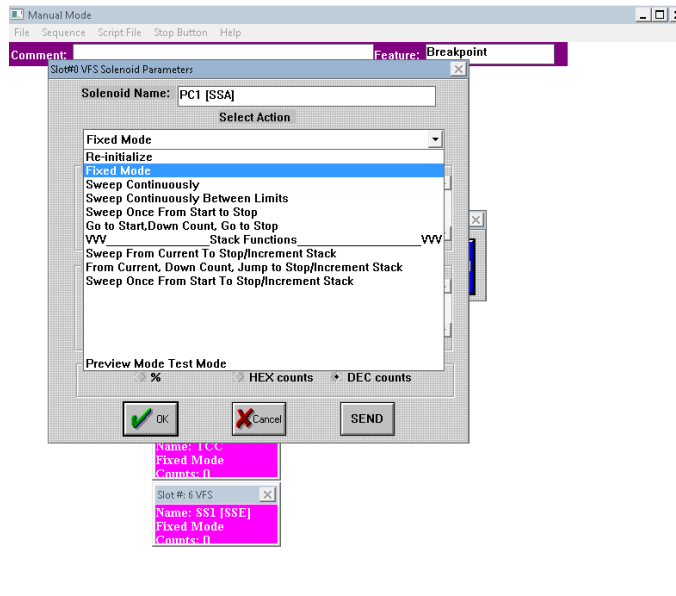 Manual Mode
File Sequence Script File Stop Button Help
Comment: Feature: Breakpoint
Slot#0 VFS Solenoid Parameters
Solenoid Name: PC1 [SSA]
Select Action
Fixed Mode
Re-initialize
Fixed Mode
Sweep Continuously
Sweep Continuously Between Limits
Sweep Once From Start to Stop
Go to Start,Down Count, Go to Stop
VVV_______________Stack Functions__________________VVV
Sweep From Current To Stop/Increment Stack
From Current, Down Count, Jump to Stop/Increment Stack
Sweep Once From Start To Stop/Increment Stack
Preview Mode Test Mode
% HEX counts DEC counts
OK Cancel SEND
Name: TCC
Fixed Mode
Counts: 0
Slot #: 6 VFS
Name: SS1 [SSE]
Fixed Mode
Counts: 0